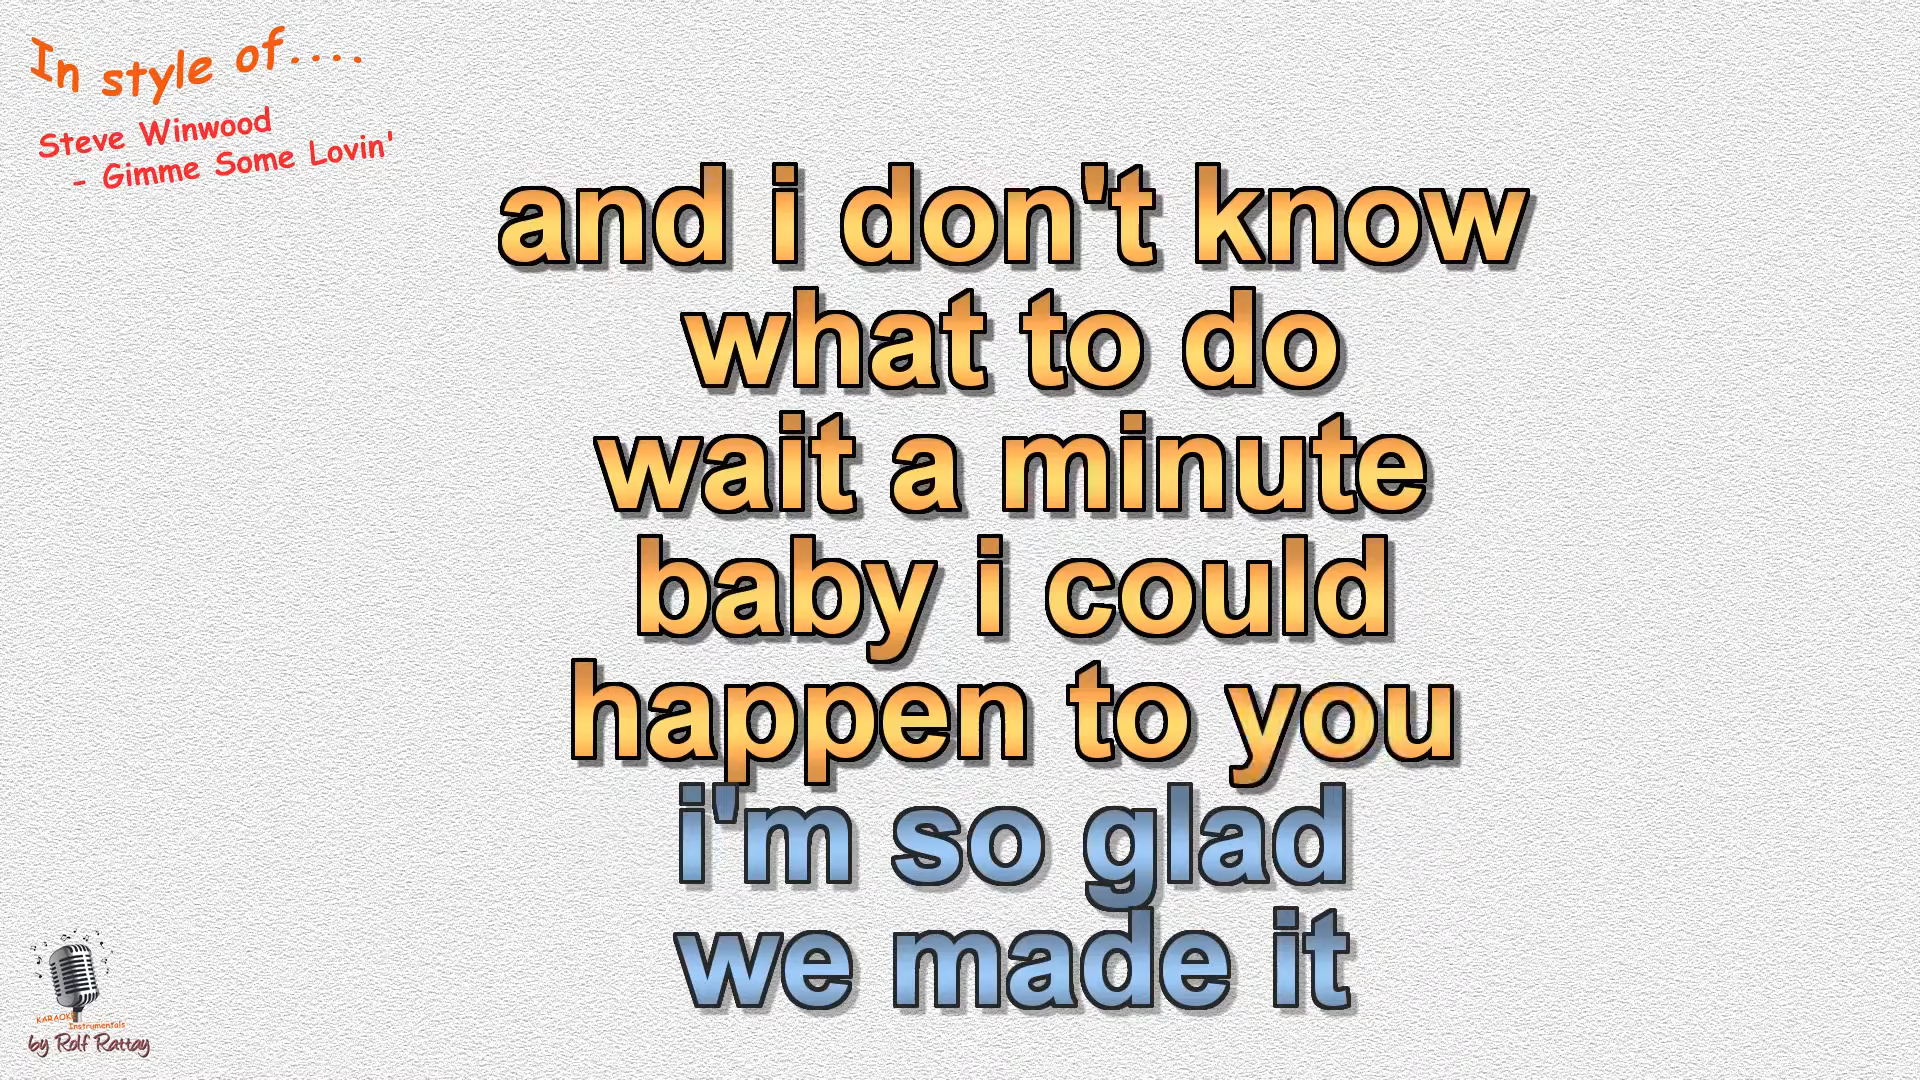 In style of....
Steve Winwood
- Gimme Some Lovin'
and i don't know
what to do
wait a minute
baby i could
happen to you
i'm so glad
we made it
KARAOKE
Instrumentals
by Rolf Rattay